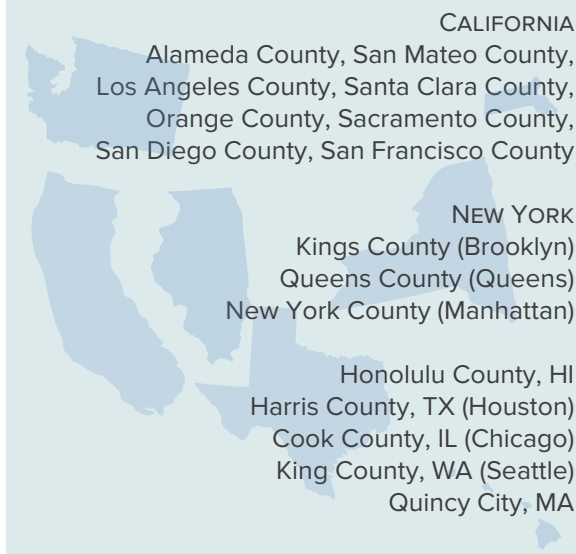 CALIFORNIA
Alameda County, San Mateo County,
Los Angeles County, Santa Clara County,
Orange County, Sacramento County,
San Diego County, San Francisco County
NEW YORK
Kings County (Brooklyn)
Queens County (Queens)
New York County (Manhattan)
Honolulu County, HI
Harris County, TX (Houston)
Cook County, IL (Chicago)
King County, WA (Seattle)
Quincy City, MA